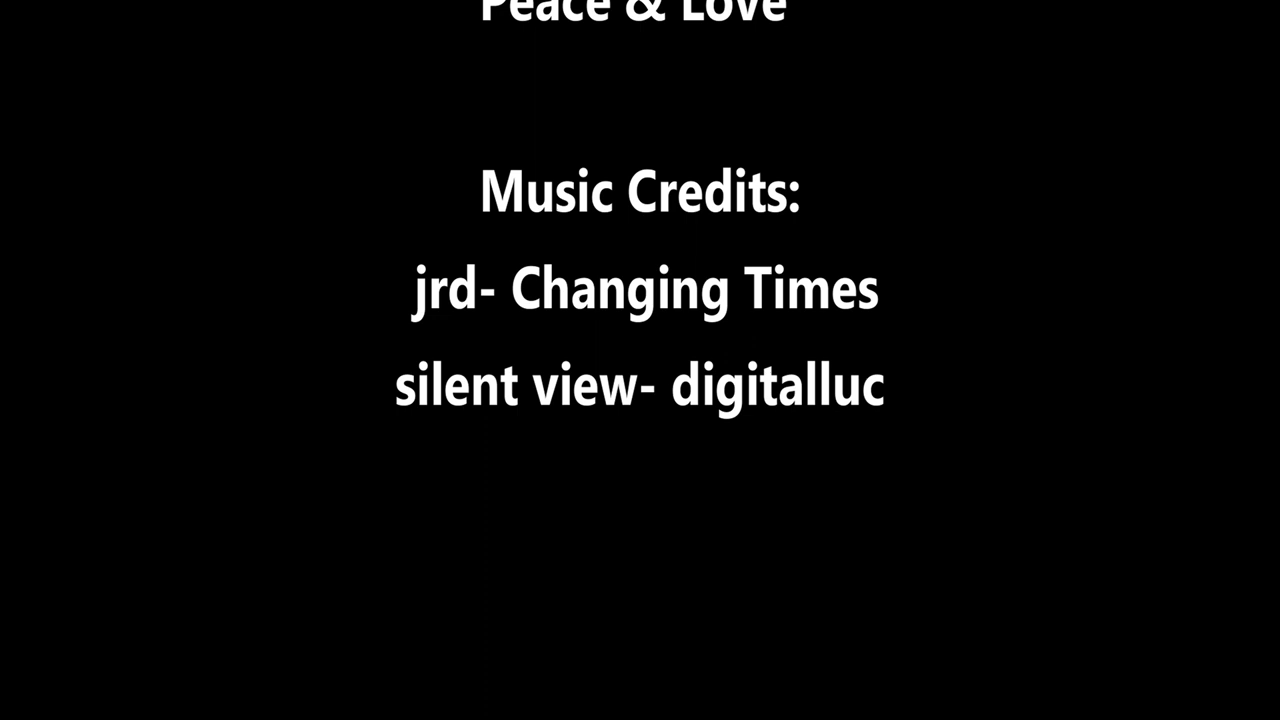 Peace & Love
Music Credits:
jrd- Changing Times
silent view- digitalluc